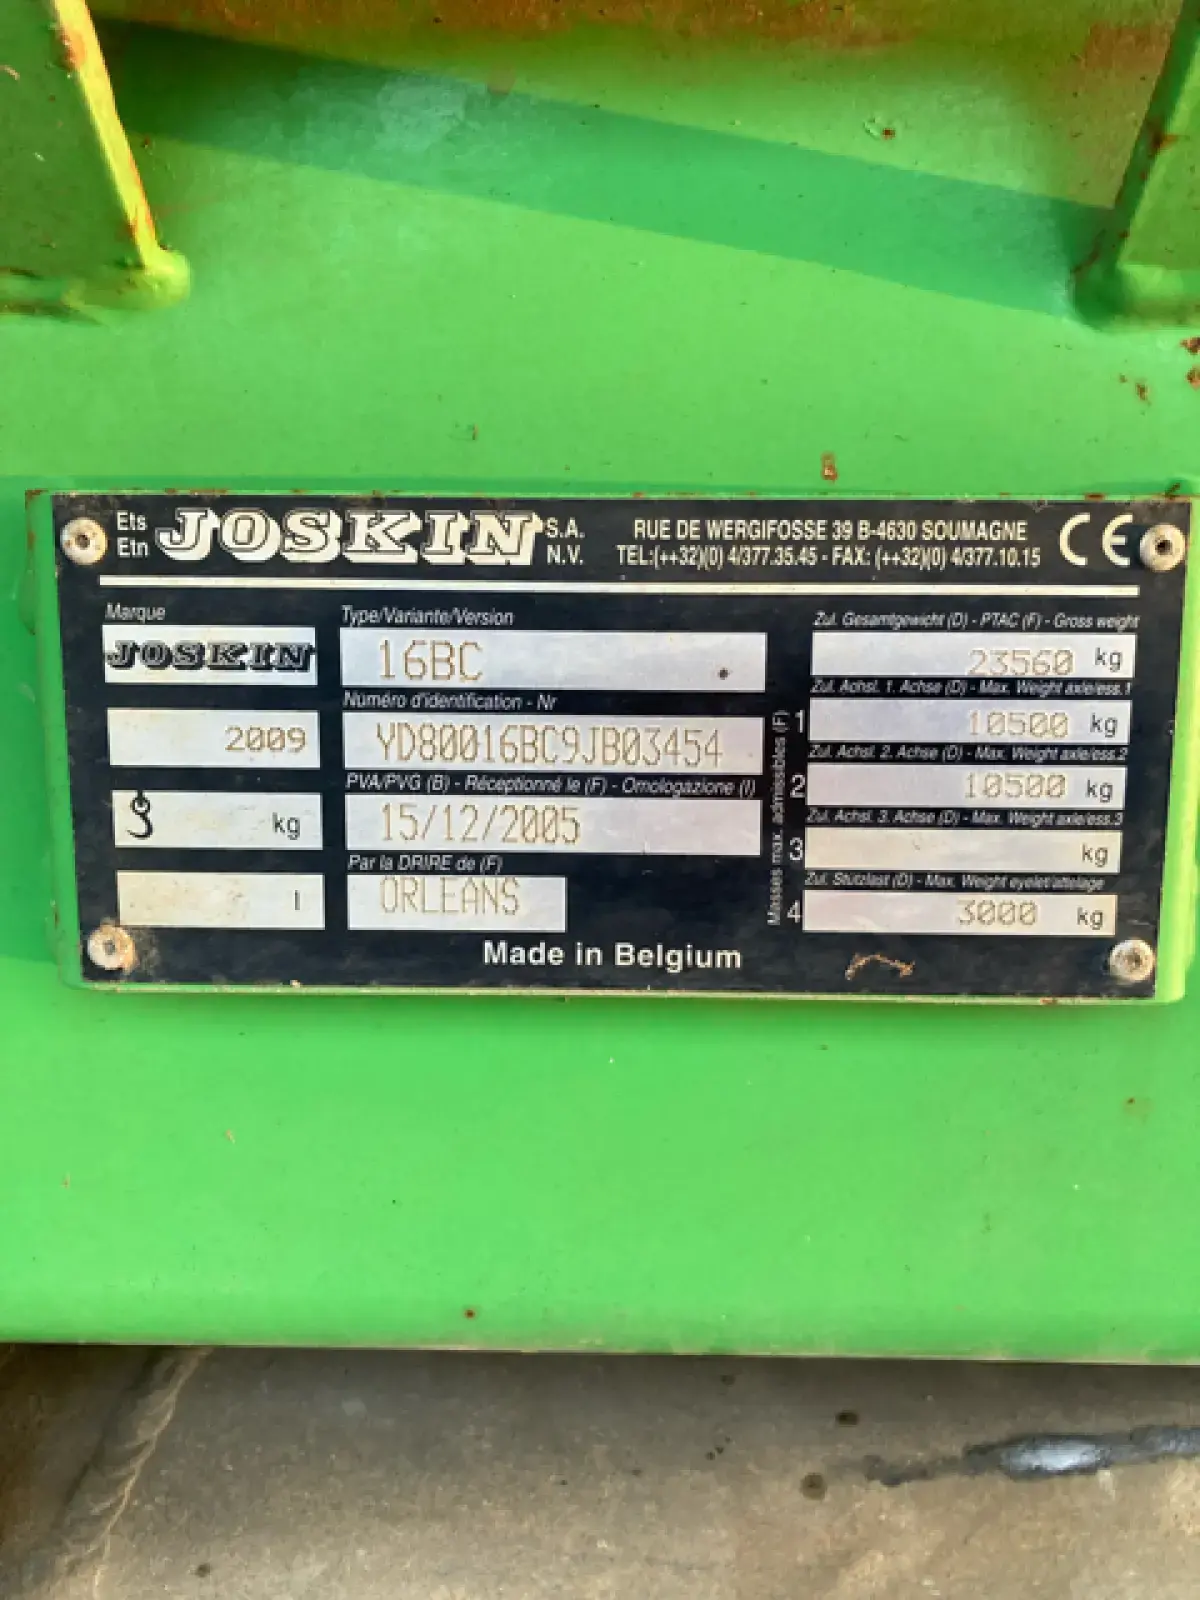 Ets JOSKIN S.A.
Etn N.V.
RUE DE WERGIFOSSE 39 B-4630 SOUMAGNE
TEL:(++32)(0) 4/377.35.45 - FAX: (++32)(0) 4/377.10.15
CE
Marque
JOSKIN
2009
kg
l
Type/Variante/Version
16BC
Numéro d'identification - Nr
YD80016BC9JB03454
PVA/PVG (B) - Réceptionné le (F) - Omologazione (I)
15/12/2005
Par la DRIRE de (F)
ORLEANS
Made in Belgium
Masses max. admissibles (F)
Zul. Gesamtgewicht (D) - PTAC (F) - Gross weight
23560 kg
Zul. Achsl. 1. Achse (D) - Max. Weight axle/ess.1
1 10500 kg
Zul. Achsl. 2. Achse (D) - Max. Weight axle/ess.2
2 10500 kg
Zul. Achsl. 3. Achse (D) - Max. Weight axle/ess.3
3 kg
Zul. Stützlast (D) - Max. Weight eyelet/attelage
4 3000 kg